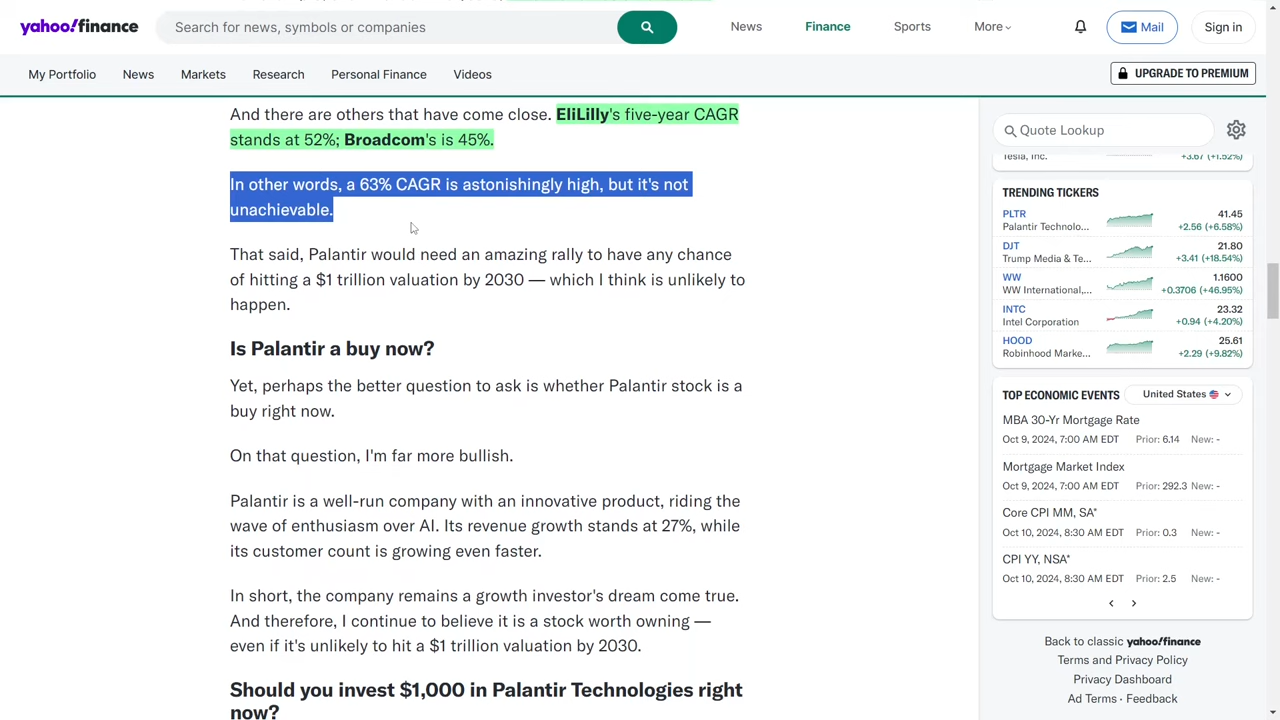 yahoo!finance
Search for news, symbols or companies
News
Finance
Sports
More
Mail
Sign in
My Portfolio
News
Markets
Research
Personal Finance
Videos
UPGRADE TO PREMIUM
And there are others that have come close. EliLilly's five-year CAGR
stands at 52%; Broadcom's is 45%.
In other words, a 63% CAGR is astonishingly high, but it's not
unachievable.
That said, Palantir would need an amazing rally to have any chance
of hitting a $1 trillion valuation by 2030 — which I think is unlikely to
happen.
Is Palantir a buy now?
Yet, perhaps the better question to ask is whether Palantir stock is a
buy right now.
On that question, I'm far more bullish.
Palantir is a well-run company with an innovative product, riding the
wave of enthusiasm over AI. Its revenue growth stands at 27%, while
its customer count is growing even faster.
In short, the company remains a growth investor's dream come true.
And therefore, I continue to believe it is a stock worth owning —
even if it's unlikely to hit a $1 trillion valuation by 2030.
Should you invest $1,000 in Palantir Technologies right
now?
Quote Lookup
Tesla, Inc. +3.67 (+1.52%)
TRENDING TICKERS
PLTR 41.45
Palantir Technolo... +2.56 (+6.58%)
DJT 21.80
Trump Media & Te... +3.41 (+18.54%)
WW 1.1600
WW International,... +0.3706 (+46.95%)
INTC 23.32
Intel Corporation +0.94 (+4.20%)
HOOD 25.61
Robinhood Marke... +2.29 (+9.82%)
TOP ECONOMIC EVENTS
United States
MBA 30-Yr Mortgage Rate
Oct 9, 2024, 7:00 AM EDT Prior: 6.14 New: -
Mortgage Market Index
Oct 9, 2024, 7:00 AM EDT Prior: 292.3 New: -
Core CPI MM, SA*
Oct 10, 2024, 8:30 AM EDT Prior: 0.3 New: -
CPI YY, NSA*
Oct 10, 2024, 8:30 AM EDT Prior: 2.5 New: -
Back to classic yahoo!finance
Terms and Privacy Policy
Privacy Dashboard
Ad Terms · Feedback